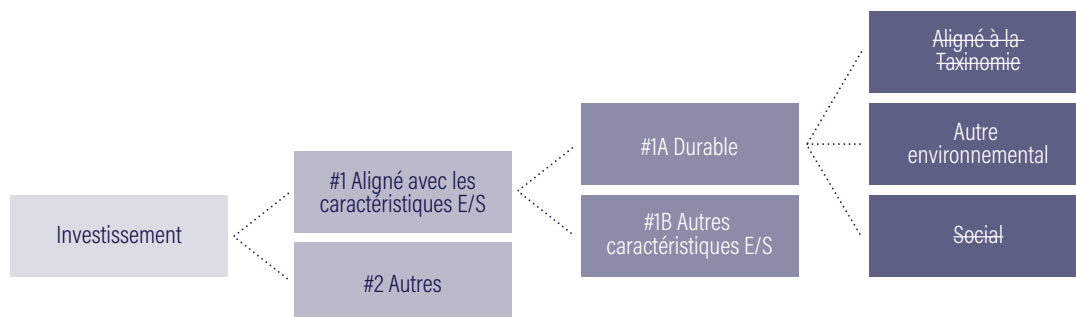 Investissement
#1 Aligné avec les
caractéristiques E/S
#2 Autres
#1A Durable
#1B Autres
caractéristiques E/S
Aligné à la
Taxinomie
Autre
environnemental
Social